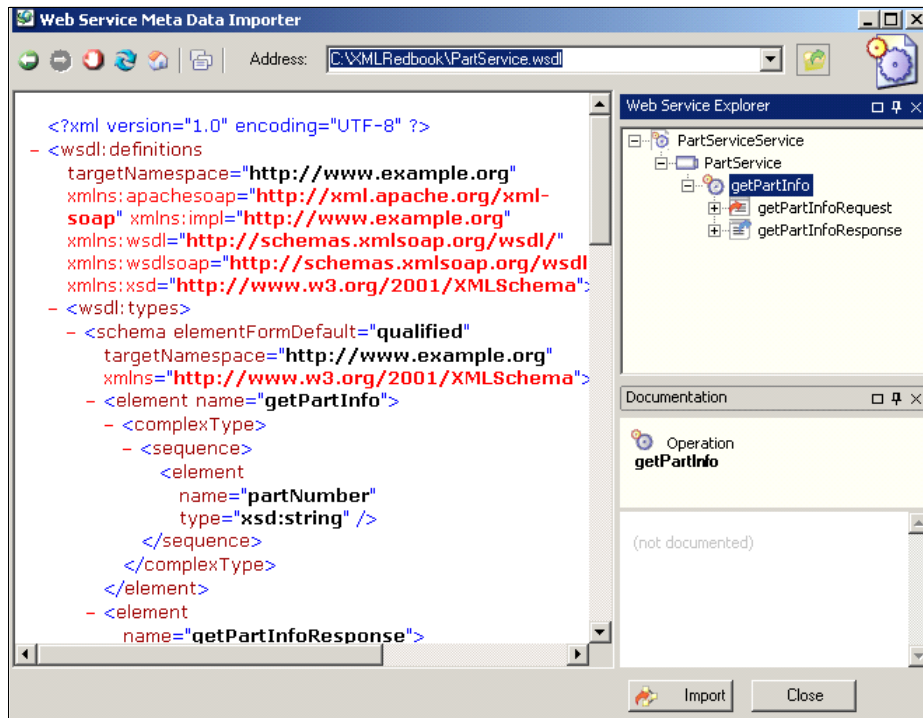 Web Service Meta Data Importer
Address: C:\XMLRedbook\PartService.wsdl
<?xml version="1.0" encoding="UTF-8" ?>
- <wsdl:definitions
targetNamespace="http://www.example.org"
xmlns:apachesoap="http://xml.apache.org/xml-
soap" xmlns:impl="http://www.example.org"
xmlns:wsdl="http://schemas.xmlsoap.org/wsdl/"
xmlns:wsdlsoap="http://schemas.xmlsoap.org/wsdl
xmlns:xsd="http://www.w3.org/2001/XMLSchema">
- <wsdl:types>
- <schema elementFormDefault="qualified"
targetNamespace="http://www.example.org"
xmlns="http://www.w3.org/2001/XMLSchema">
- <element name="getPartInfo">
- <complexType>
- <sequence>
<element
name="partNumber"
type="xsd:string" />
</sequence>
</complexType>
</element>
- <element
name="getPartInfoResponse">
Web Service Explorer
PartServiceService
PartService
getPartInfo
getPartInfoRequest
getPartInfoResponse
Documentation
Operation
getPartInfo
(not documented)
Import
Close